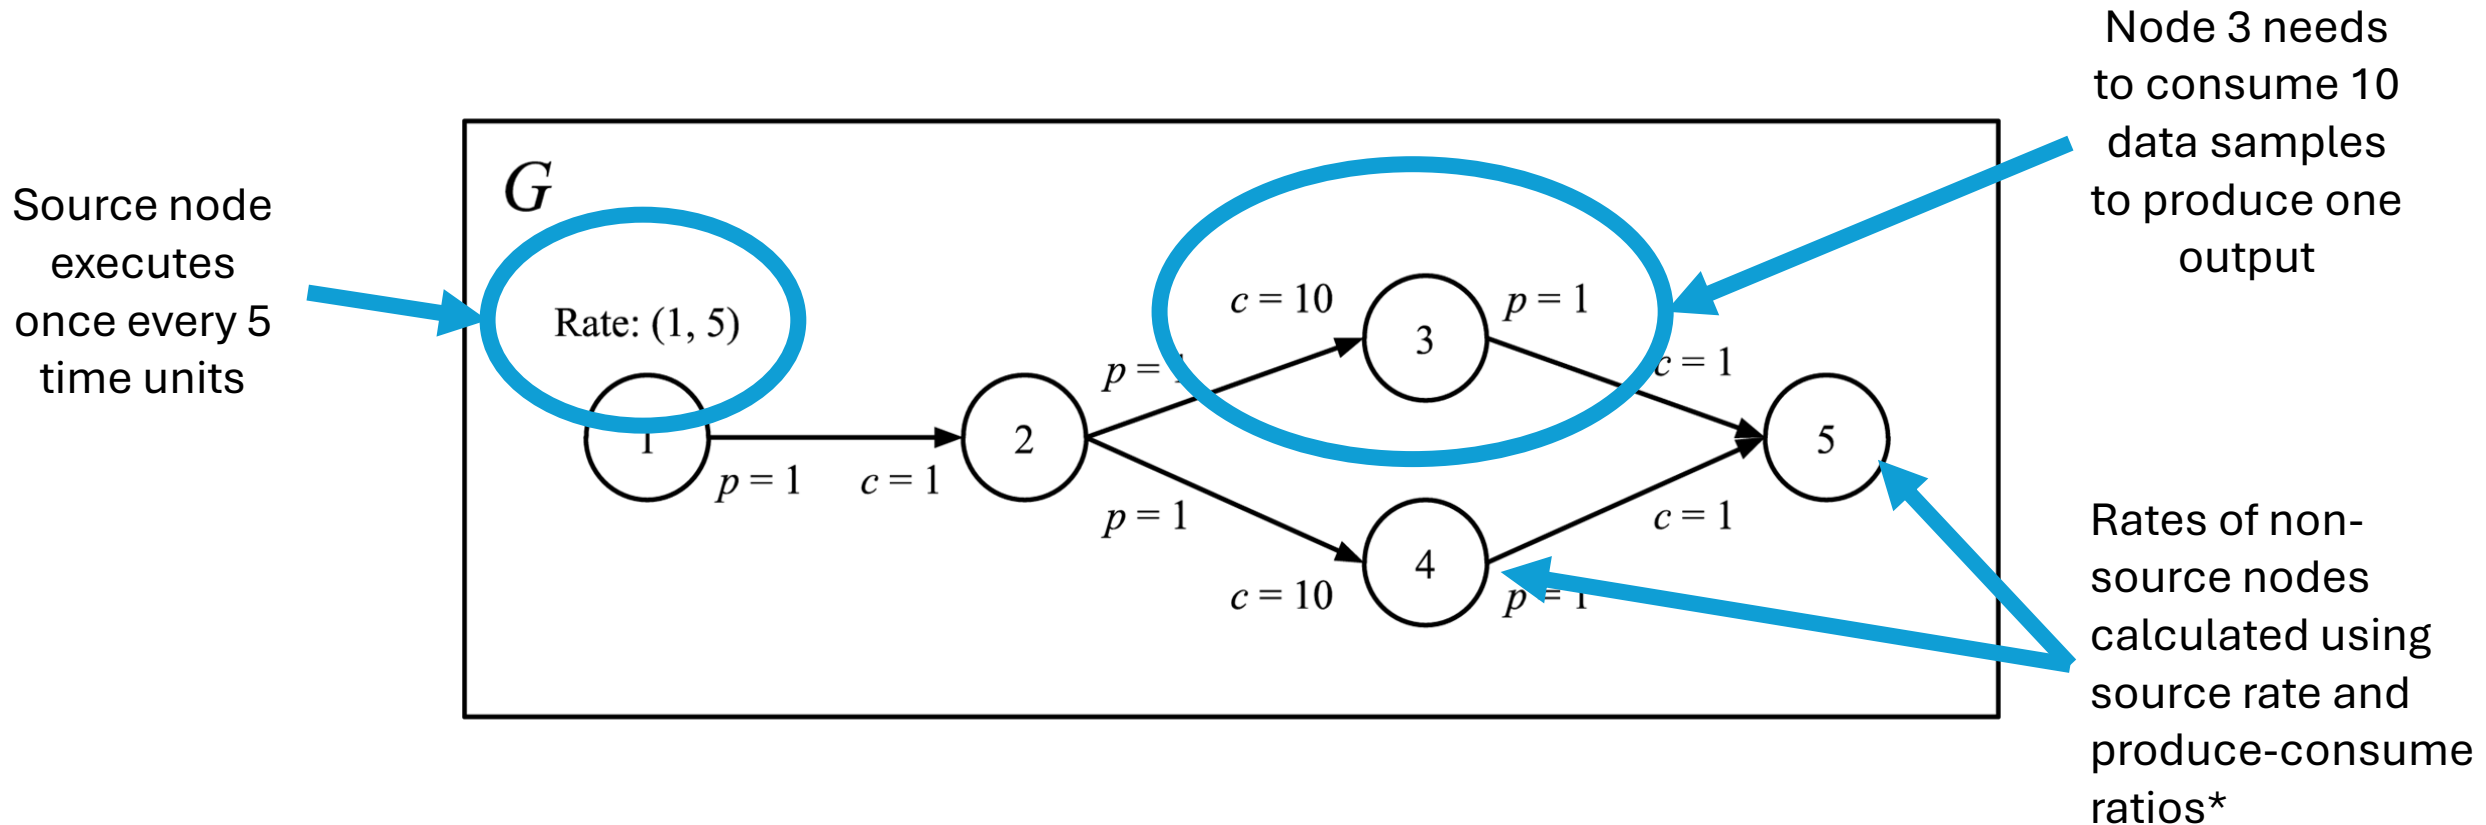 Node 3 needs
to consume 10
data samples
to produce one
output
Source node
executes
once every 5
time units
G
Rate: (1, 5)
1
p = 1
c = 1
2
p = 1
p = 1
c = 10
3
p = 1
c = 1
c = 10
4
p = 1
c = 1
5
Rates of non-
source nodes
calculated using
source rate and
produce-consume
ratios*